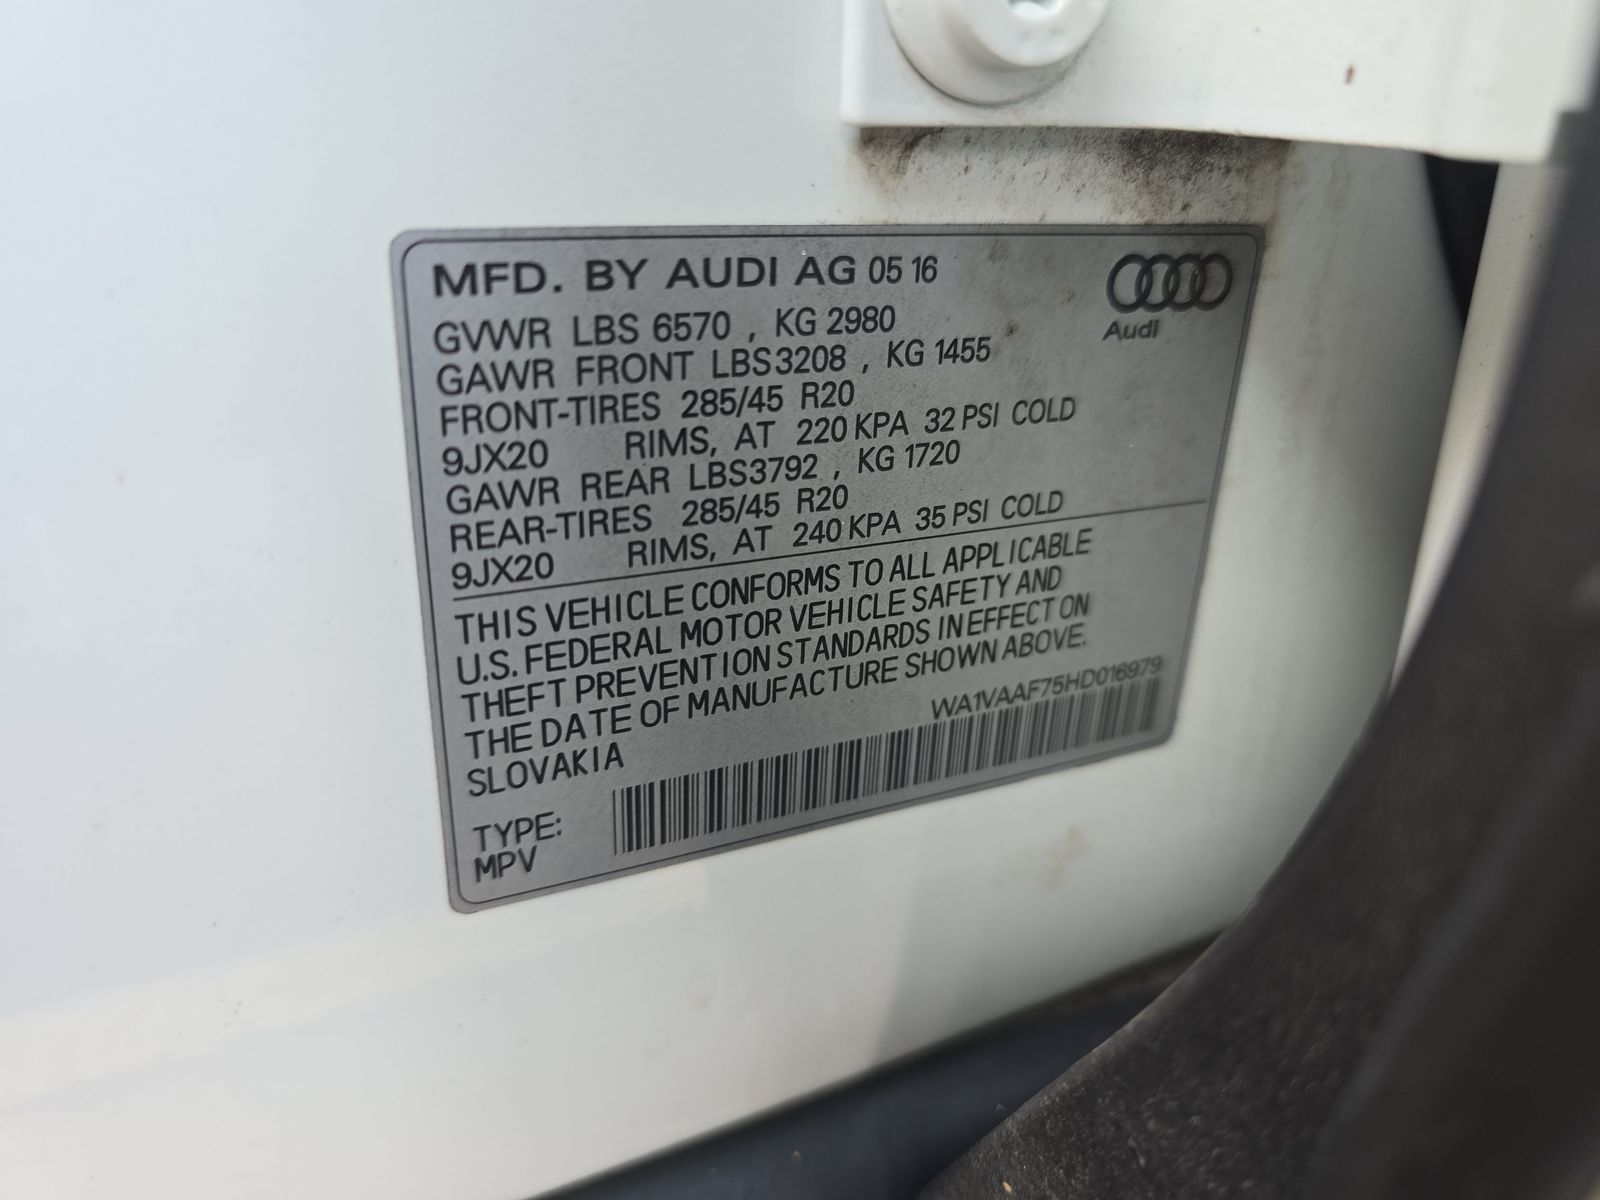 MFD. BY AUDI AG 05 16
Audi
GVWR LBS 6570 , KG 2980
GAWR FRONT LBS3208 , KG 1455
FRONT-TIRES 285/45 R20
9JX20 RIMS, AT 220 KPA 32 PSI COLD
GAWR REAR LBS3792 , KG 1720
REAR-TIRES 285/45 R20
9JX20 RIMS, AT 240 KPA 35 PSI COLD
THIS VEHICLE CONFORMS TO ALL APPLICABLE
U.S. FEDERAL MOTOR VEHICLE SAFETY AND
THEFT PREVENTION STANDARDS IN EFFECT ON
THE DATE OF MANUFACTURE SHOWN ABOVE.
SLOVAKIA
WA1VAAF75HD016979
TYPE:
MPV